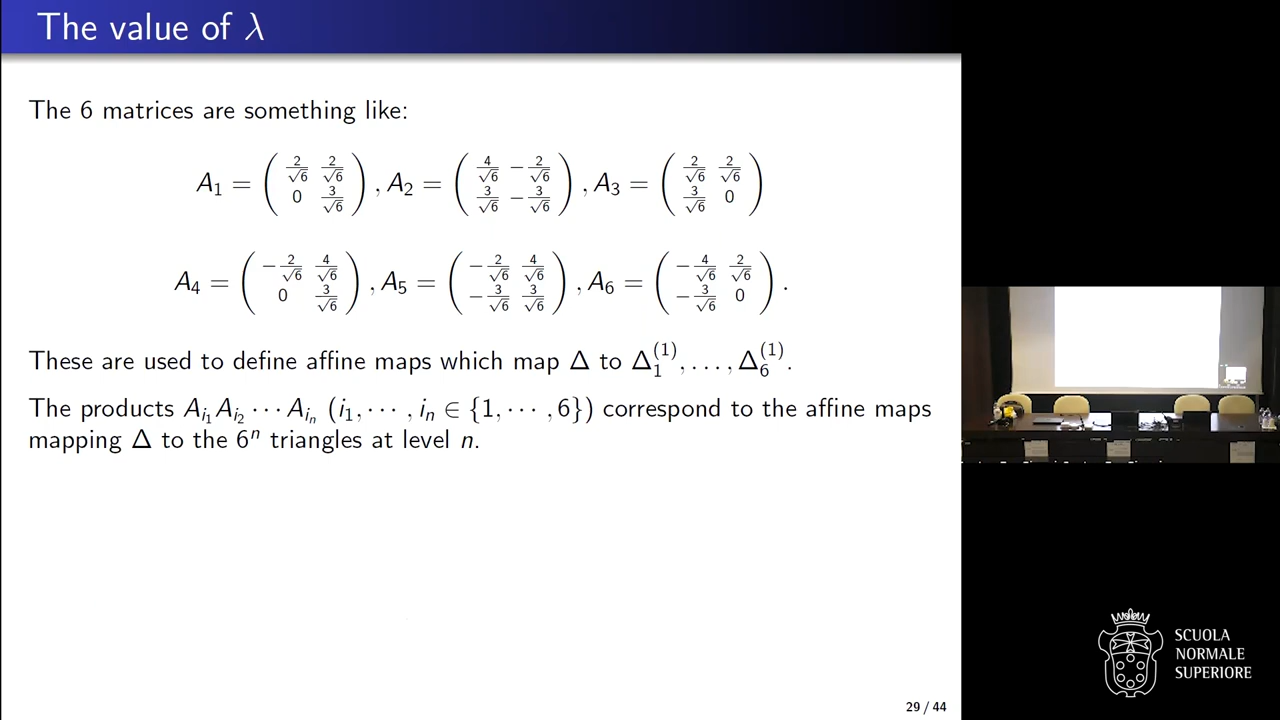 The value of λ
The 6 matrices are something like:
A₁ = ( 2/√6 2/√6 ; 0 3/√6 ), A₂ = ( 4/√6 −2/√6 ; 3/√6 −3/√6 ), A₃ = ( 2/√6 2/√6 ; 3/√6 0 )
A₄ = ( −2/√6 4/√6 ; 0 3/√6 ), A₅ = ( −2/√6 4/√6 ; −3/√6 3/√6 ), A₆ = ( −4/√6 2/√6 ; −3/√6 0 ).
These are used to define affine maps which map Δ to Δ₁⁽¹⁾, . . . , Δ₆⁽¹⁾.
The products A_{i₁}A_{i₂} ··· A_{iₙ} (i₁, ··· , iₙ ∈ {1, ··· , 6}) correspond to the affine maps
mapping Δ to the 6ⁿ triangles at level n.
SCUOLA
NORMALE
SUPERIORE
29 / 44